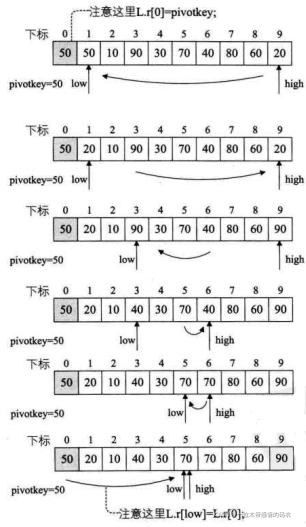 注意这里L.r[0]=pivotkey;
下标 0 1 2 3 4 5 6 7 8 9
50 50 10 90 30 70 40 80 60 20
pivotkey=50 low high
下标 0 1 2 3 4 5 6 7 8 9
50 20 10 90 30 70 40 80 60 20
pivotkey=50 low high
下标 0 1 2 3 4 5 6 7 8 9
50 20 10 90 30 70 40 80 60 90
pivotkey=50 low high
下标 0 1 2 3 4 5 6 7 8 9
50 20 10 40 30 70 40 80 60 90
pivotkey=50 low high
下标 0 1 2 3 4 5 6 7 8 9
50 20 10 40 30 70 70 80 60 90
pivotkey=50 low high
下标 0 1 2 3 4 5 6 7 8 9
50 20 10 40 30 50 70 80 60 90
pivotkey=50 low high
注意这里L.r[low]=L.r[0];